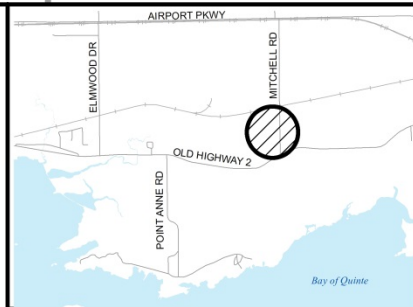 AIRPORT PKWY
ELMWOOD DR
MITCHELL RD
OLD HIGHWAY 2
POINT ANNE RD
Bay of Quinte